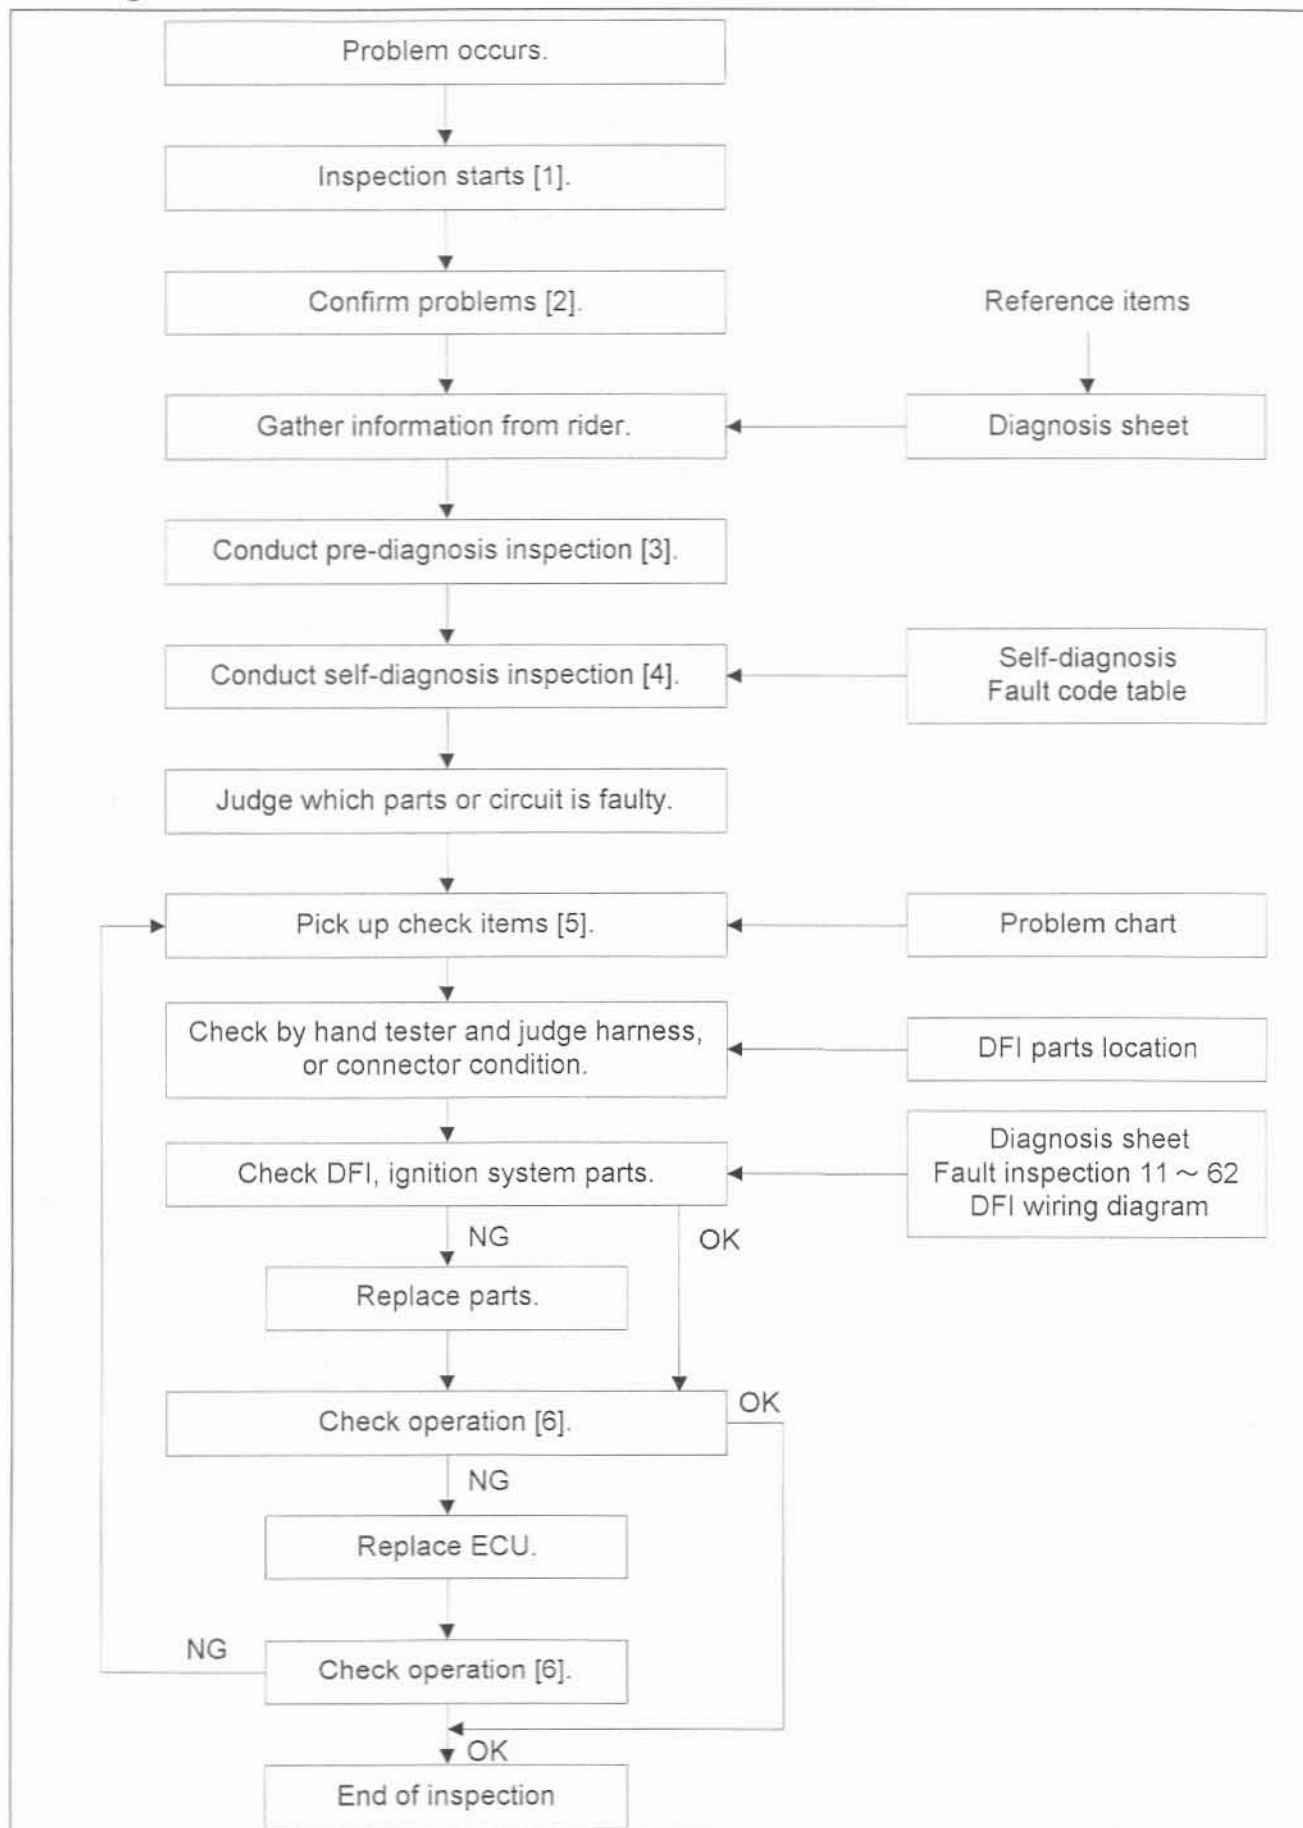 Problem occurs.
Inspection starts [1].
Confirm problems [2].
Reference items
Gather information from rider.
Diagnosis sheet
Conduct pre-diagnosis inspection [3].
Conduct self-diagnosis inspection [4].
Self-diagnosis
Fault code table
Judge which parts or circuit is faulty.
Pick up check items [5].
Problem chart
Check by hand tester and judge harness,
or connector condition.
DFI parts location
Check DFI, ignition system parts.
Diagnosis sheet
Fault inspection 11 ~ 62
DFI wiring diagram
NG
OK
Replace parts.
Check operation [6].
OK
NG
Replace ECU.
NG
Check operation [6].
OK
End of inspection